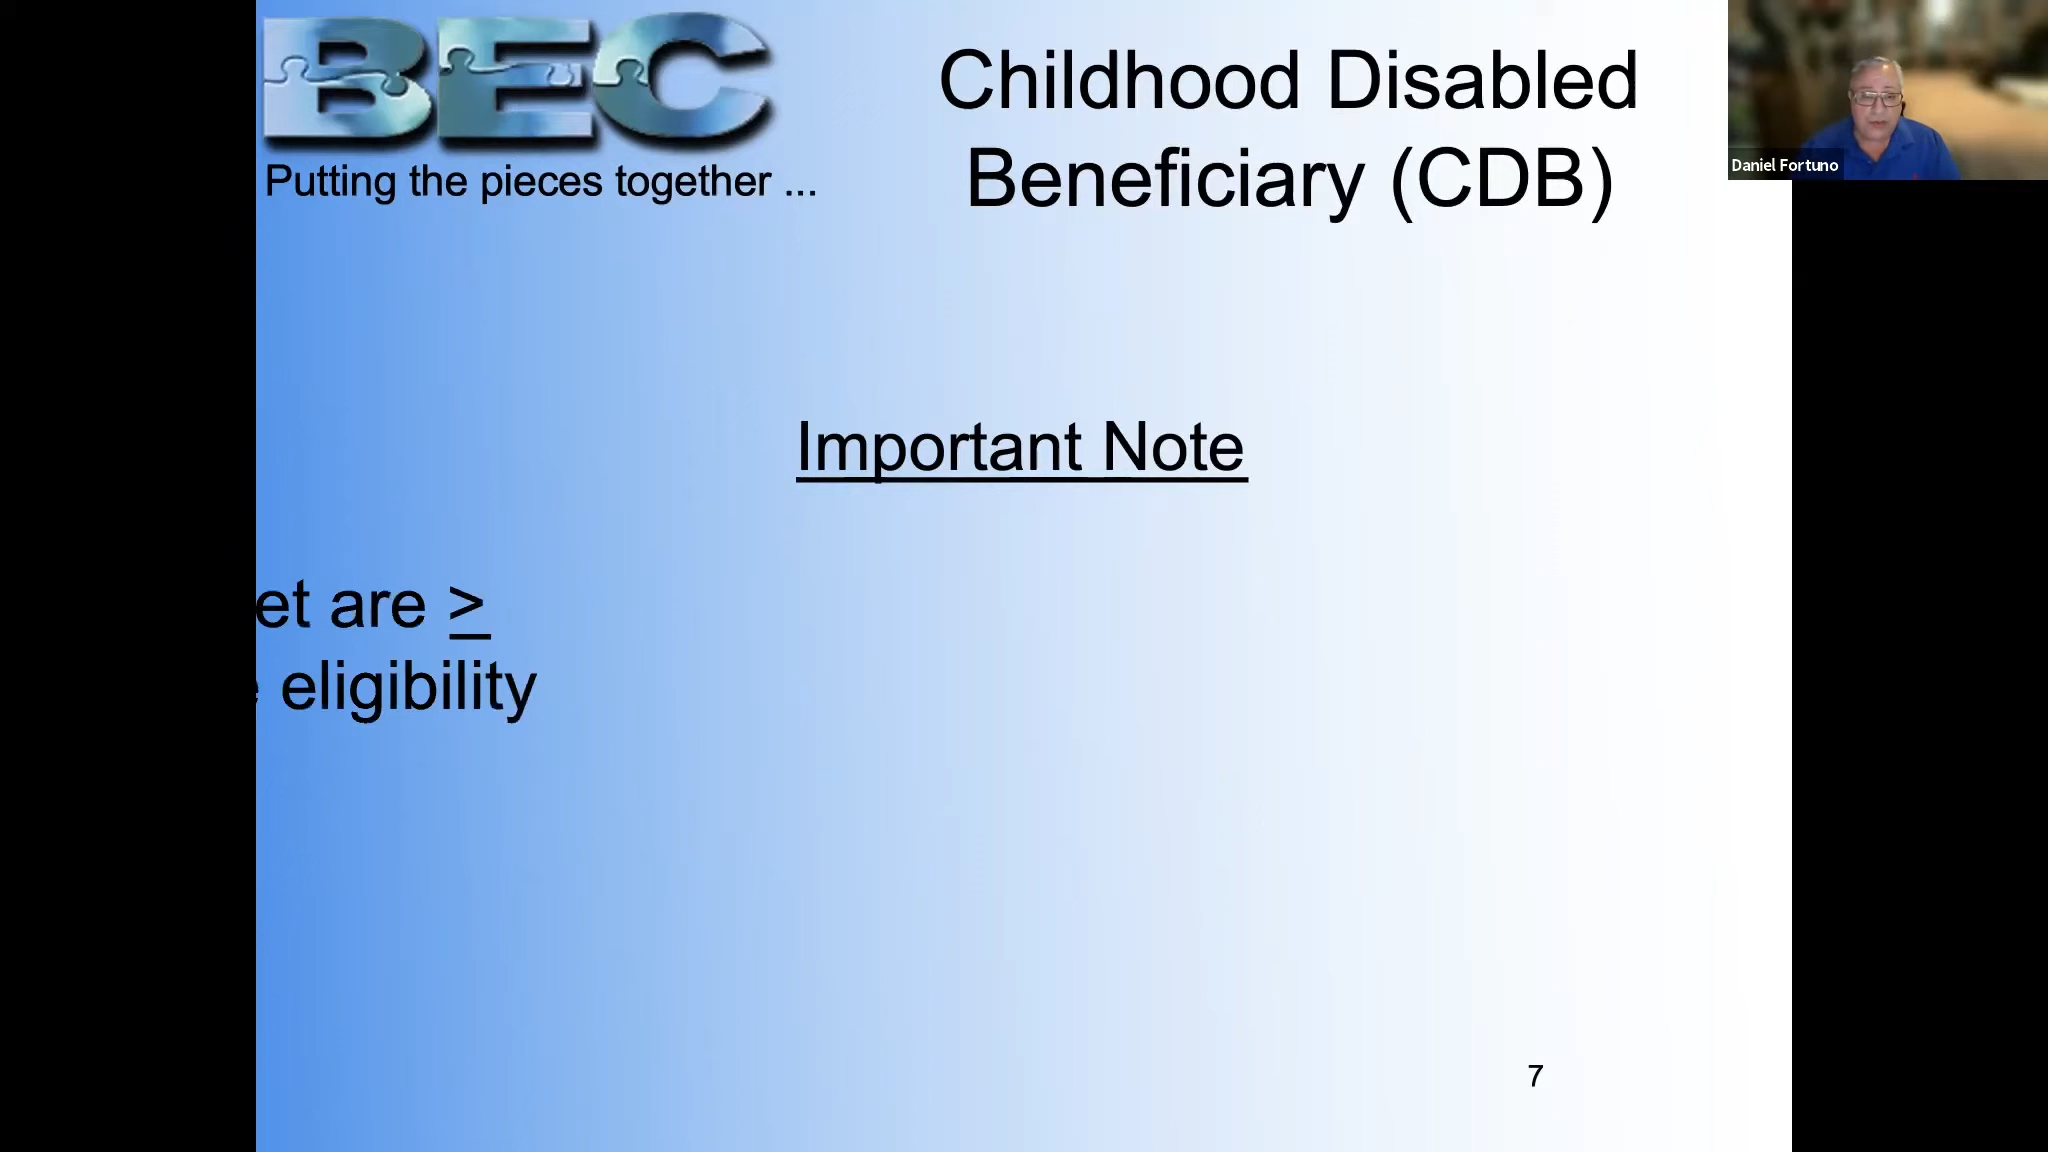 BEC
Putting the pieces together ...
Childhood Disabled
Beneficiary (CDB)
Daniel Fortuno
Important Note
et are >
eligibility
7